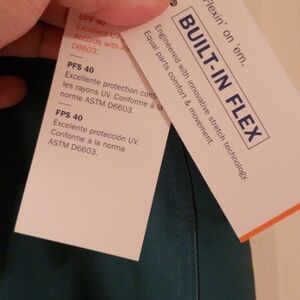 UPF 40
Excellent UV
Accords with AS
D6603.
PFS 40
Excellente protection contre
les rayons UV. Conforme à la
norme ASTM D6603.
FPS 40
Excelente protección UV.
Conforme a la norma
ASTM D6603.
flexin' on 'em.
BUILT-IN FLEX
Engineered with innovative stretch technology.
Equal parts comfort & movement.